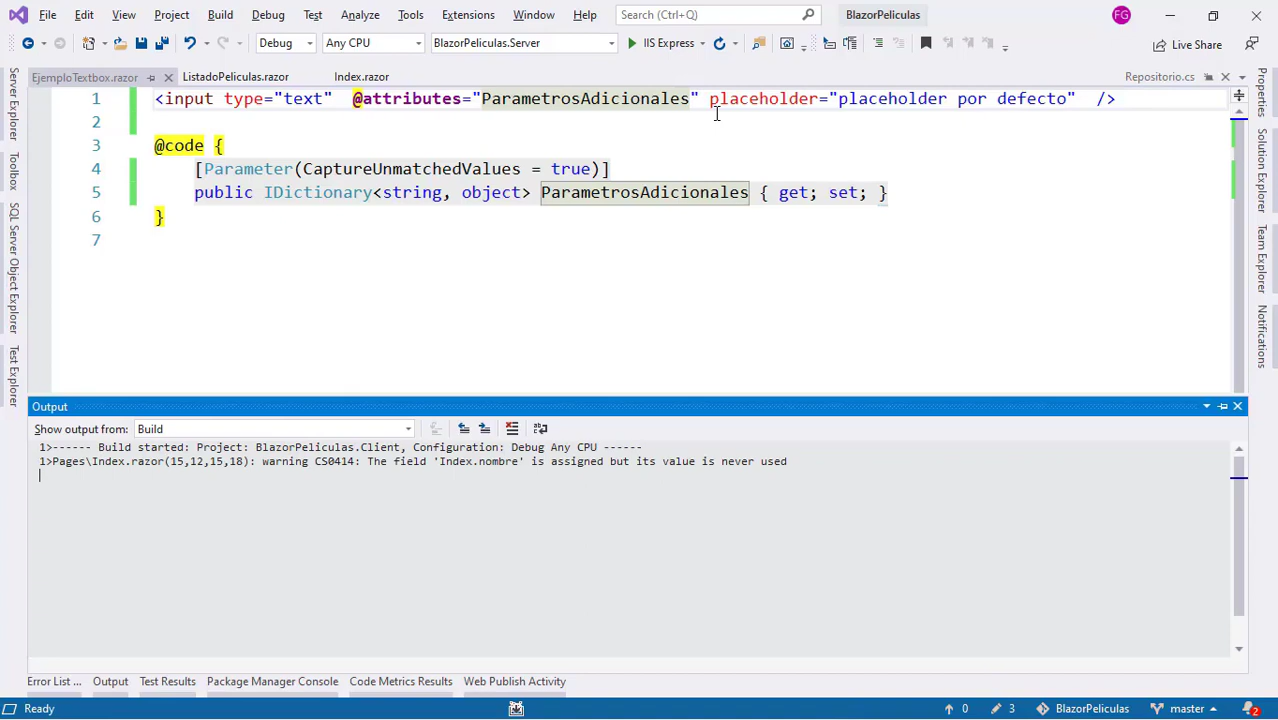 File Edit View Project Build Debug Test Analyze Tools Extensions Window Help Search (Ctrl+Q) BlazorPeliculas FG
Debug Any CPU BlazorPeliculas.Server IIS Express Live Share
EjemploTextbox.razor ListadoPeliculas.razor Index.razor Repositorio.cs
1 <input type="text"  @attributes="ParametrosAdicionales" placeholder="placeholder por defecto"  />
2
3 @code {
4 [Parameter(CaptureUnmatchedValues = true)]
5 public IDictionary<string, object> ParametrosAdicionales { get; set; }
6 }
7
Server Explorer
Toolbox
SQL Server Object Explorer
Test Explorer
Properties
Solution Explorer
Team Explorer
Notifications
Output
Show output from: Build
1>------ Build started: Project: BlazorPeliculas.Client, Configuration: Debug Any CPU ------
1>Pages\Index.razor(15,12,15,18): warning CS0414: The field 'Index.nombre' is assigned but its value is never used
Error List ... Output Test Results Package Manager Console Code Metrics Results Web Publish Activity
Ready 0 3 BlazorPeliculas master 2